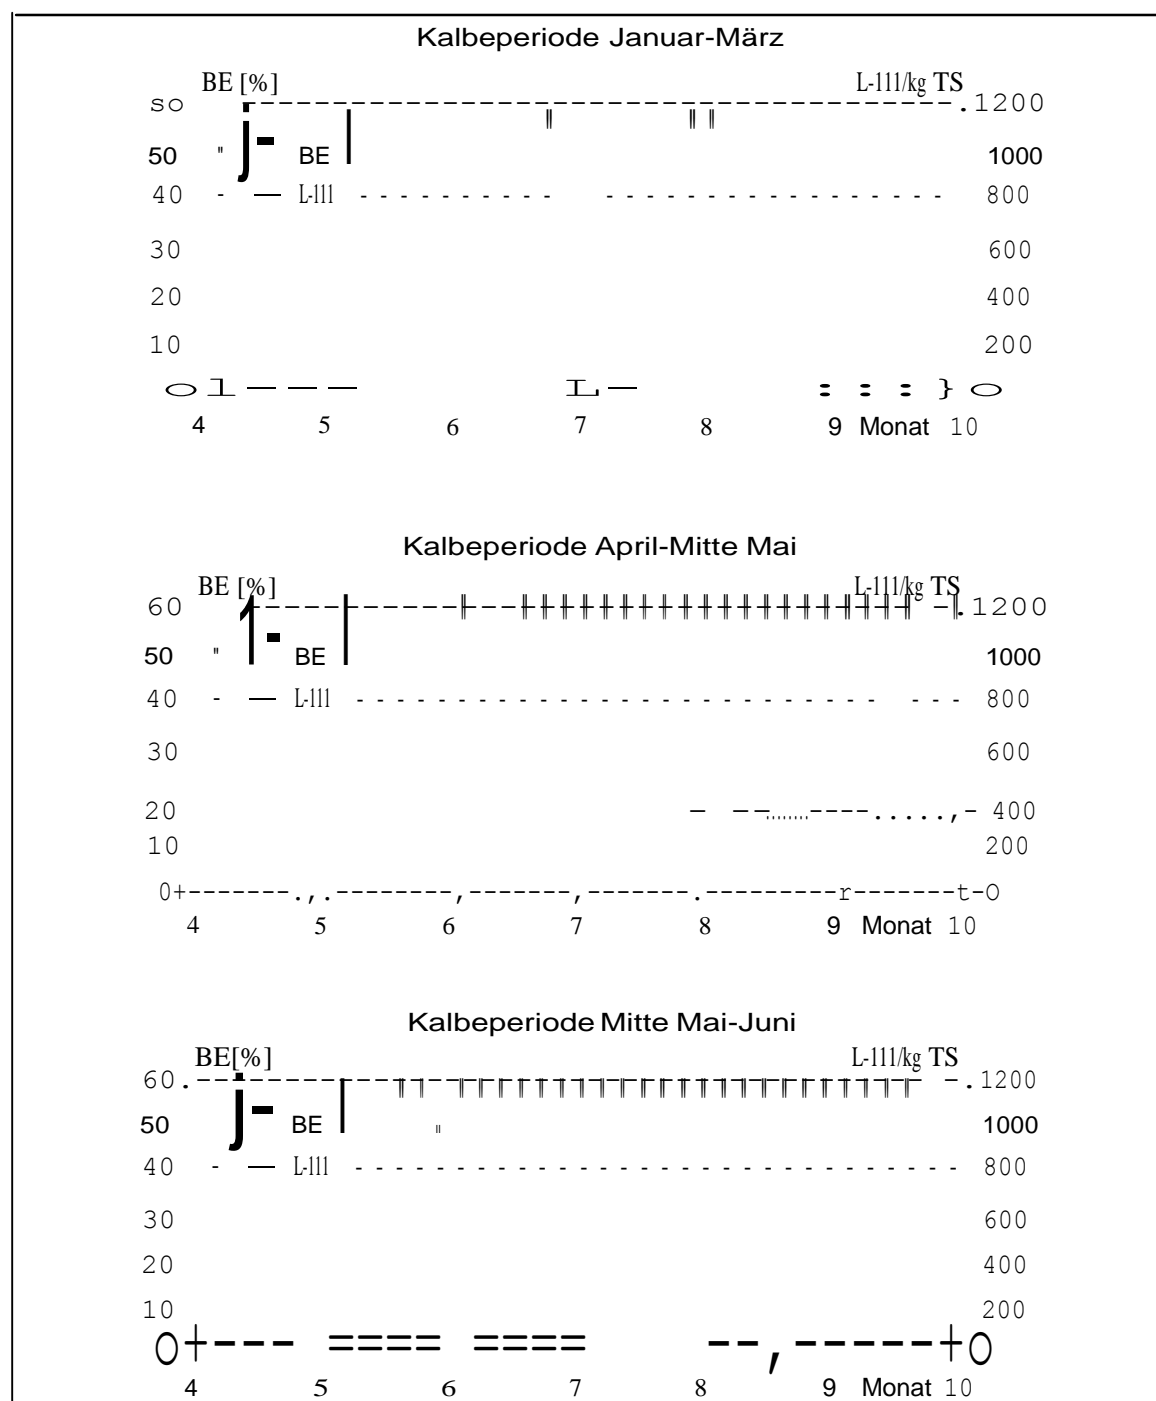 Kalbeperiode Januar-März
BE [%] L-111/kg TS
so 1200
50 " j- BE 1000
40 - — L-111 800
30 600
20 400
10 200
0 0
4 5 6 7 8 9 Monat 10
Kalbeperiode April-Mitte Mai
BE [%] L-111/kg TS
60 1200
50 " 1- BE 1000
40 - — L-111 800
30 600
20 400
10 200
0 0
4 5 6 7 8 9 Monat 10
Kalbeperiode Mitte Mai-Juni
BE[%] L-111/kg TS
60 1200
50 j- BE 1000
40 - — L-111 800
30 600
20 400
10 200
0 0
4 5 6 7 8 9 Monat 10